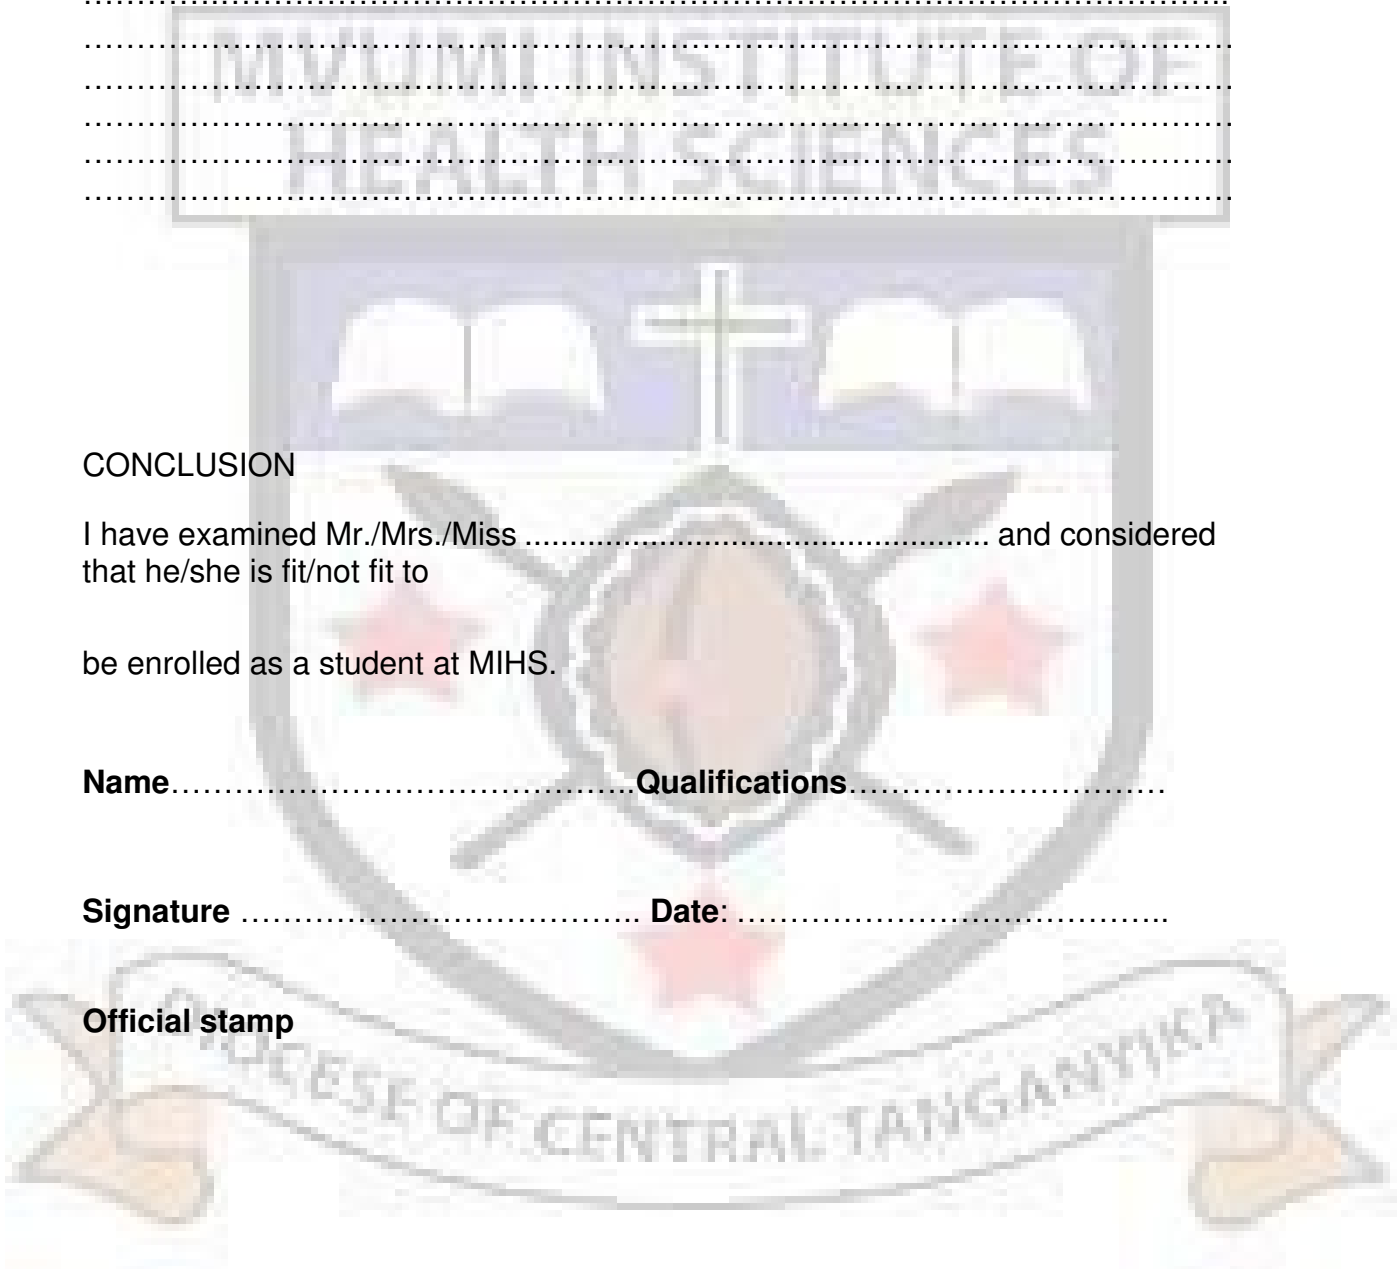 ………………………………………………………………………………………………..
………………………………………………………………………………………………..
………………………………………………………………………………………………..
………………………………………………………………………………………………..
………………………………………………………………………………………………..
………………………………………………………………………………………………..
MVUMI INSTITUTE OF
HEALTH SCIENCES
CONCLUSION
I have examined Mr./Mrs./Miss .................................................... and considered
that he/she is fit/not fit to
be enrolled as a student at MIHS.
Name……………………………………..Qualifications…………………………
Signature ……………………………….. Date: …………………………………..
Official stamp
DIOCESE OF CENTRAL TANGANYIKA